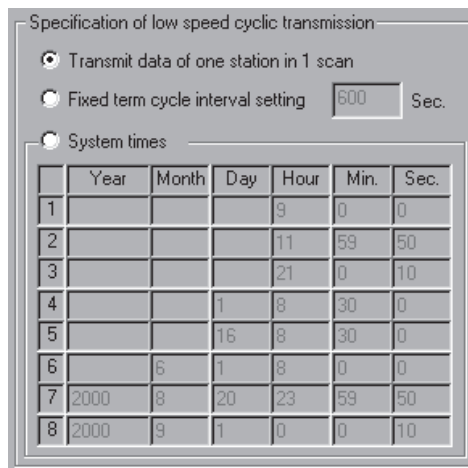 Specification of low speed cyclic transmission
Transmit data of one station in 1 scan
Fixed term cycle interval setting 600 Sec.
System times
Year Month Day Hour Min. Sec.
1 9 0 0
2 11 59 50
3 21 0 10
4 1 8 30 0
5 16 8 30 0
6 6 1 8 0 0
7 2000 8 20 23 59 50
8 2000 9 1 0 0 10